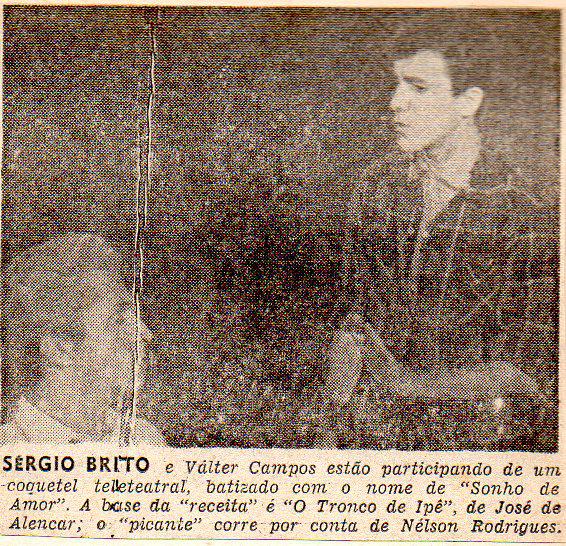 SÉRGIO BRITO e Válter Campos estão participando de um
coquetel teleteatral, batizado com o nome de "Sonho de
Amor". A base da "receita" é "O Tronco de Ipê", de José de
Alencar; o "picante" corre por conta de Nélson Rodrigues.